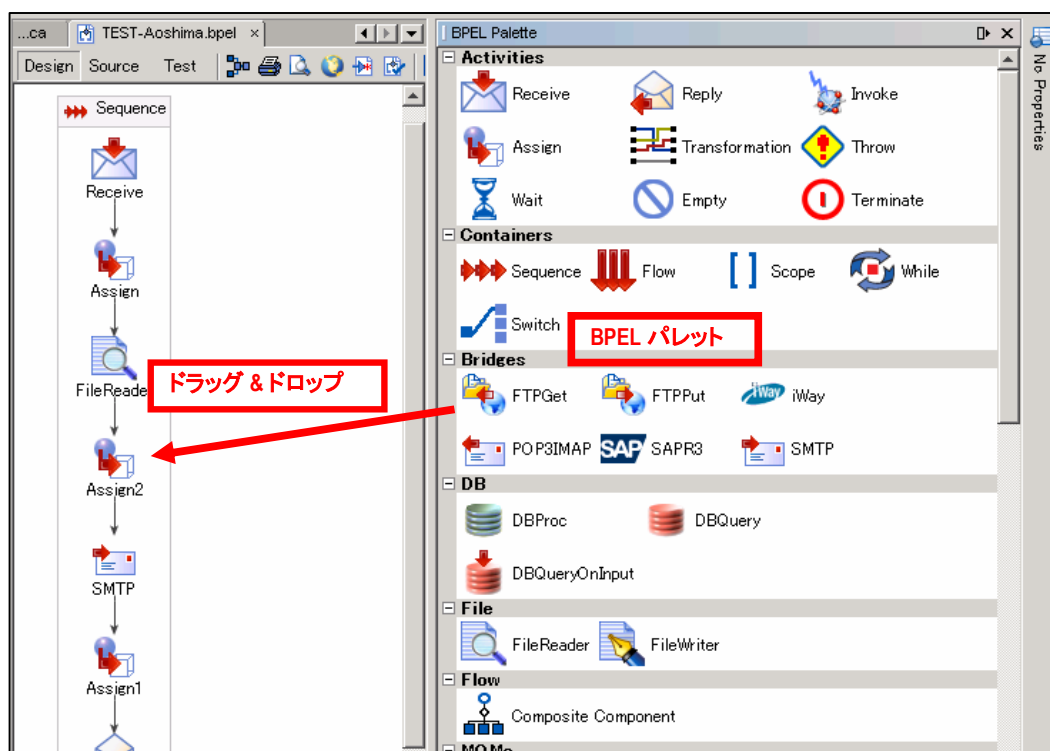 ...ca TEST-Aoshima.bpel ×
Design Source Test
Sequence
Receive
Assign
FileReade
Assign2
SMTP
Assign1
ドラッグ &ドロップ
BPEL Palette
Activities
Receive Reply Invoke
Assign Transformation Throw
Wait Empty Terminate
Containers
Sequence Flow Scope While
Switch
BPEL パレット
Bridges
FTPGet FTPPut iWay iWay
POP3IMAP SAP SAPR3 SMTP
DB
DBProc DBQuery
DBQueryOnInput
File
FileReader FileWriter
Flow
Composite Component
No Properties